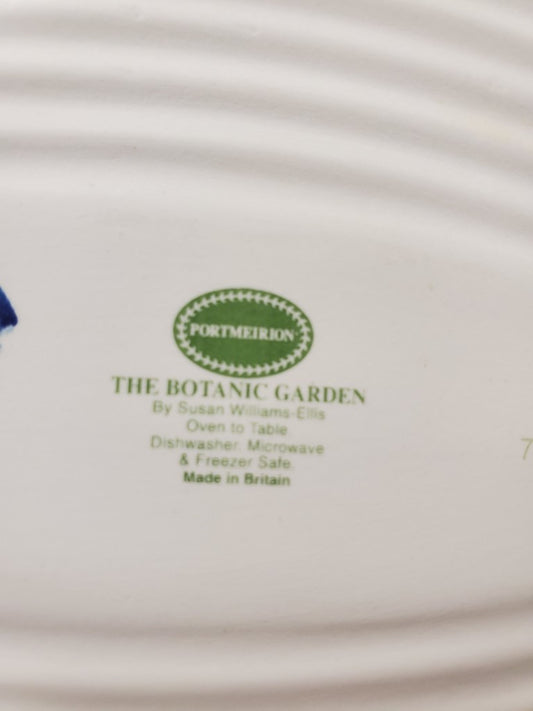 PORTMEIRION
THE BOTANIC GARDEN
By Susan Williams-Ellis
Oven to Table
Dishwasher, Microwave
& Freezer Safe.
Made in Britain
7